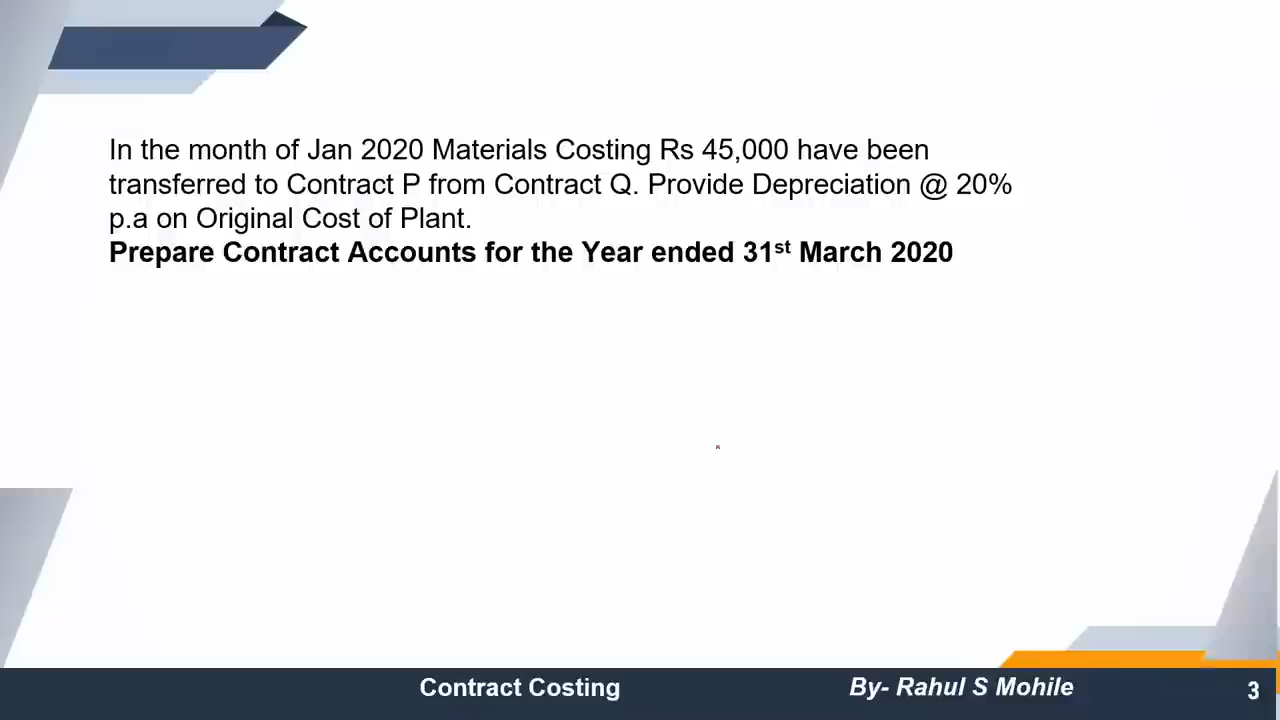 In the month of Jan 2020 Materials Costing Rs 45,000 have been
transferred to Contract P from Contract Q. Provide Depreciation @ 20%
p.a on Original Cost of Plant.
Prepare Contract Accounts for the Year ended 31st March 2020
Contract Costing
By- Rahul S Mohile
3